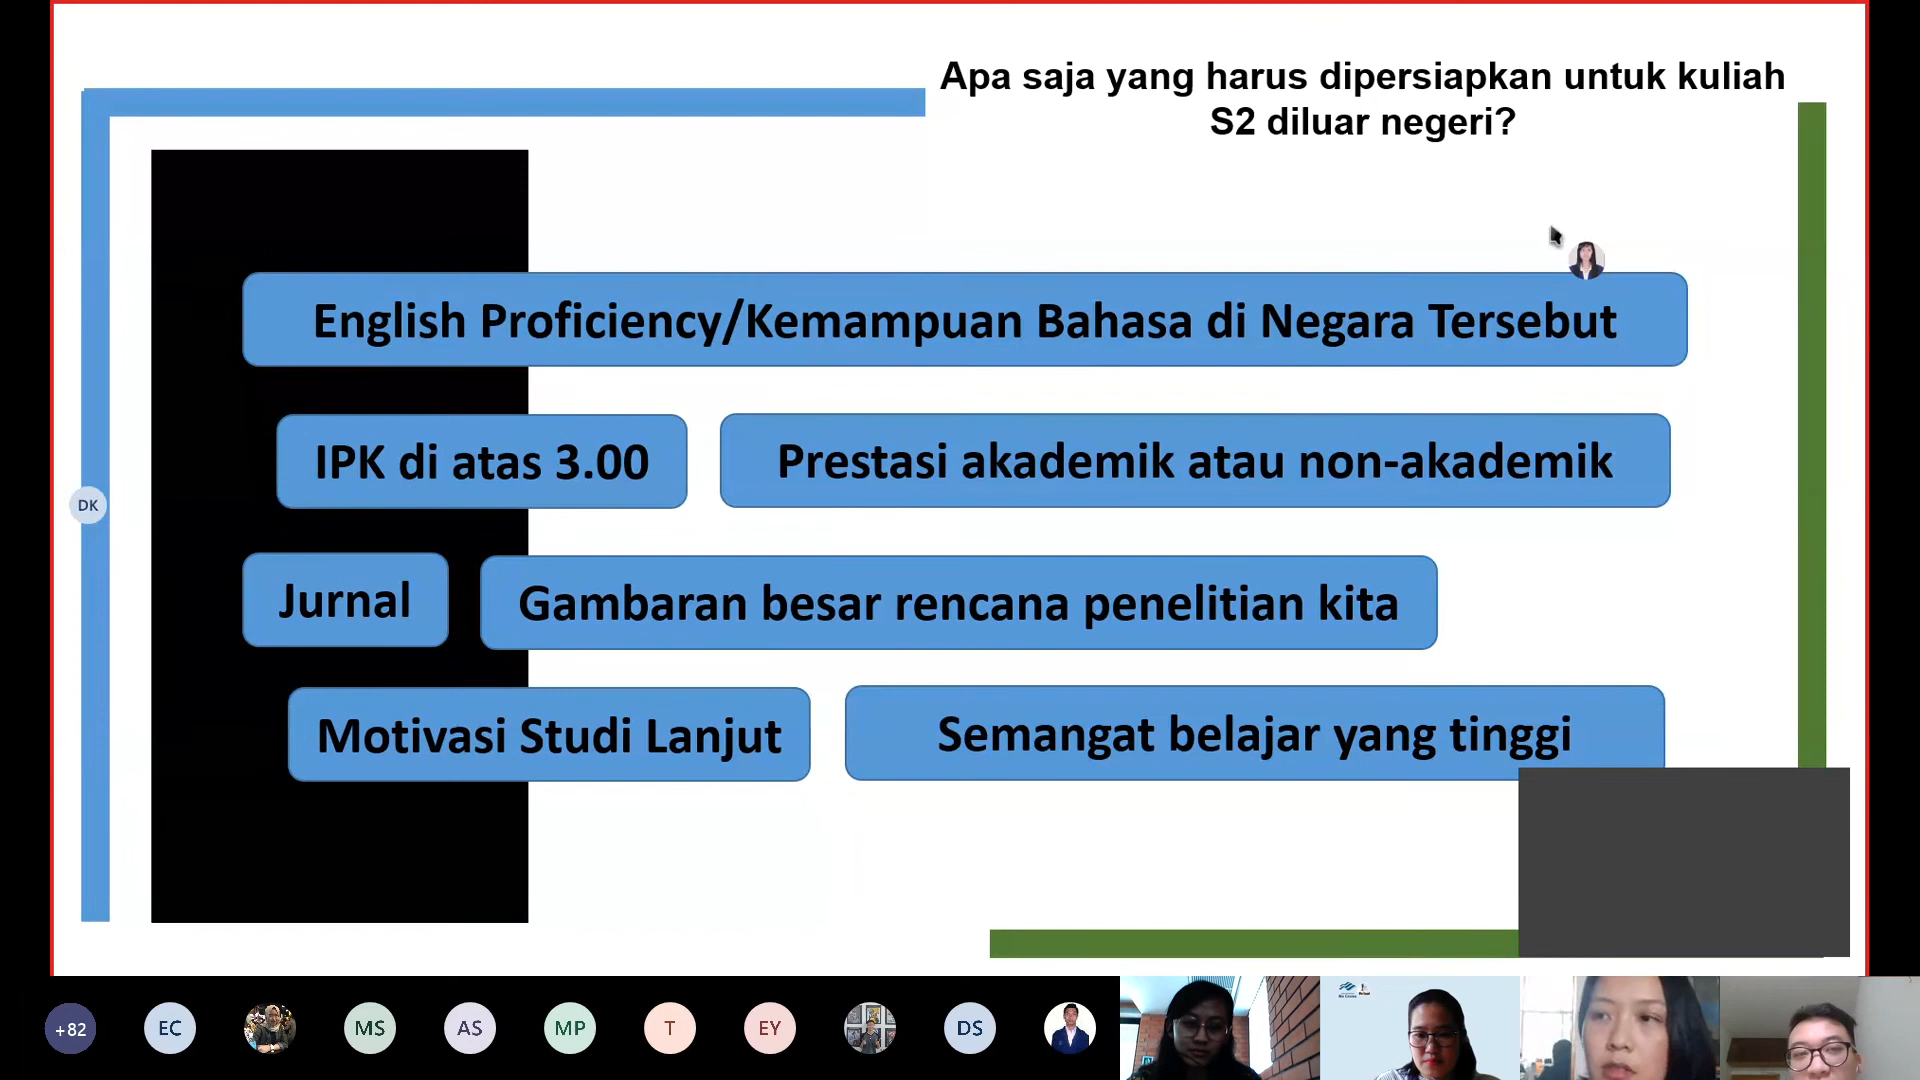 Apa saja yang harus dipersiapkan untuk kuliah
S2 diluar negeri?
English Proficiency/Kemampuan Bahasa di Negara Tersebut
IPK di atas 3.00
Prestasi akademik atau non-akademik
DK
Jurnal
Gambaran besar rencana penelitian kita
Motivasi Studi Lanjut
Semangat belajar yang tinggi
+82
EC
MS
AS
MP
T
EY
DS